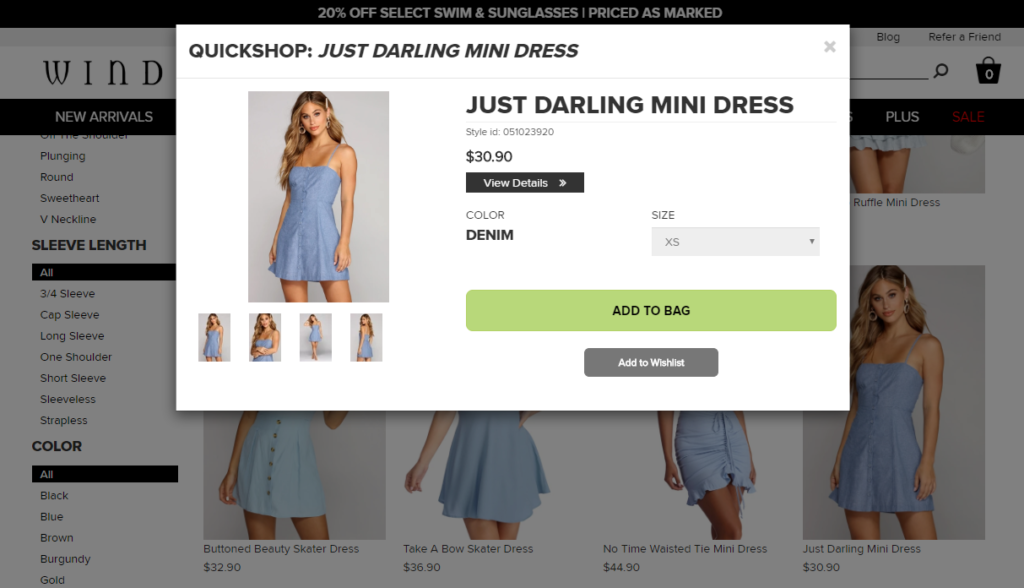 20% OFF SELECT SWIM & SUNGLASSES | PRICED AS MARKED
Blog
Refer a Friend
WIND
0
NEW ARRIVALS
S
PLUS
SALE
QUICKSHOP: JUST DARLING MINI DRESS
×
JUST DARLING MINI DRESS
Style id: 051023920
$30.90
View Details »
COLOR
SIZE
DENIM
XS
ADD TO BAG
Add to Wishlist
Off The Shoulder
Plunging
Round
Sweetheart
V Neckline
SLEEVE LENGTH
All
3/4 Sleeve
Cap Sleeve
Long Sleeve
One Shoulder
Short Sleeve
Sleeveless
Strapless
COLOR
All
Black
Blue
Brown
Burgundy
Gold
Ruffle Mini Dress
Buttoned Beauty Skater Dress
$32.90
Take A Bow Skater Dress
$36.90
No Time Waisted Tie Mini Dress
$44.90
Just Darling Mini Dress
$30.90